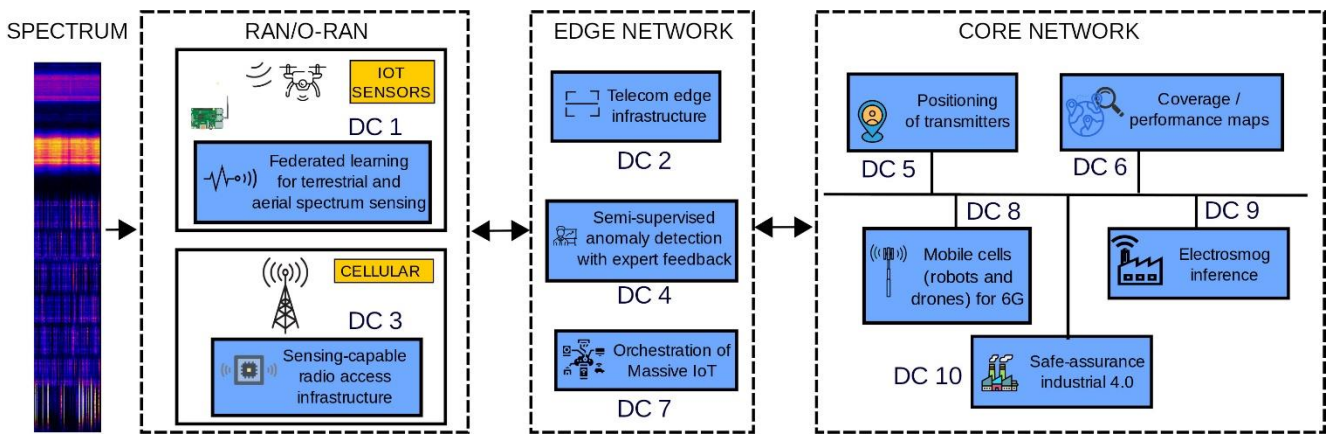 SPECTRUM
RAN/O-RAN
IOT
SENSORS
DC 1
Federated learning
for terrestrial and
aerial spectrum sensing
CELLULAR
DC 3
Sensing-capable
radio access
infrastructure
EDGE NETWORK
Telecom edge
infrastructure
DC 2
Semi-supervised
anomaly detection
with expert feedback
DC 4
Orchestration of
Massive IoT
DC 7
CORE NETWORK
Positioning
of transmitters
DC 5
Coverage /
performance maps
DC 6
DC 8
Mobile cells
(robots and
drones) for 6G
DC 9
Electrosmog
inference
DC 10
Safe-assurance
industrial 4.0